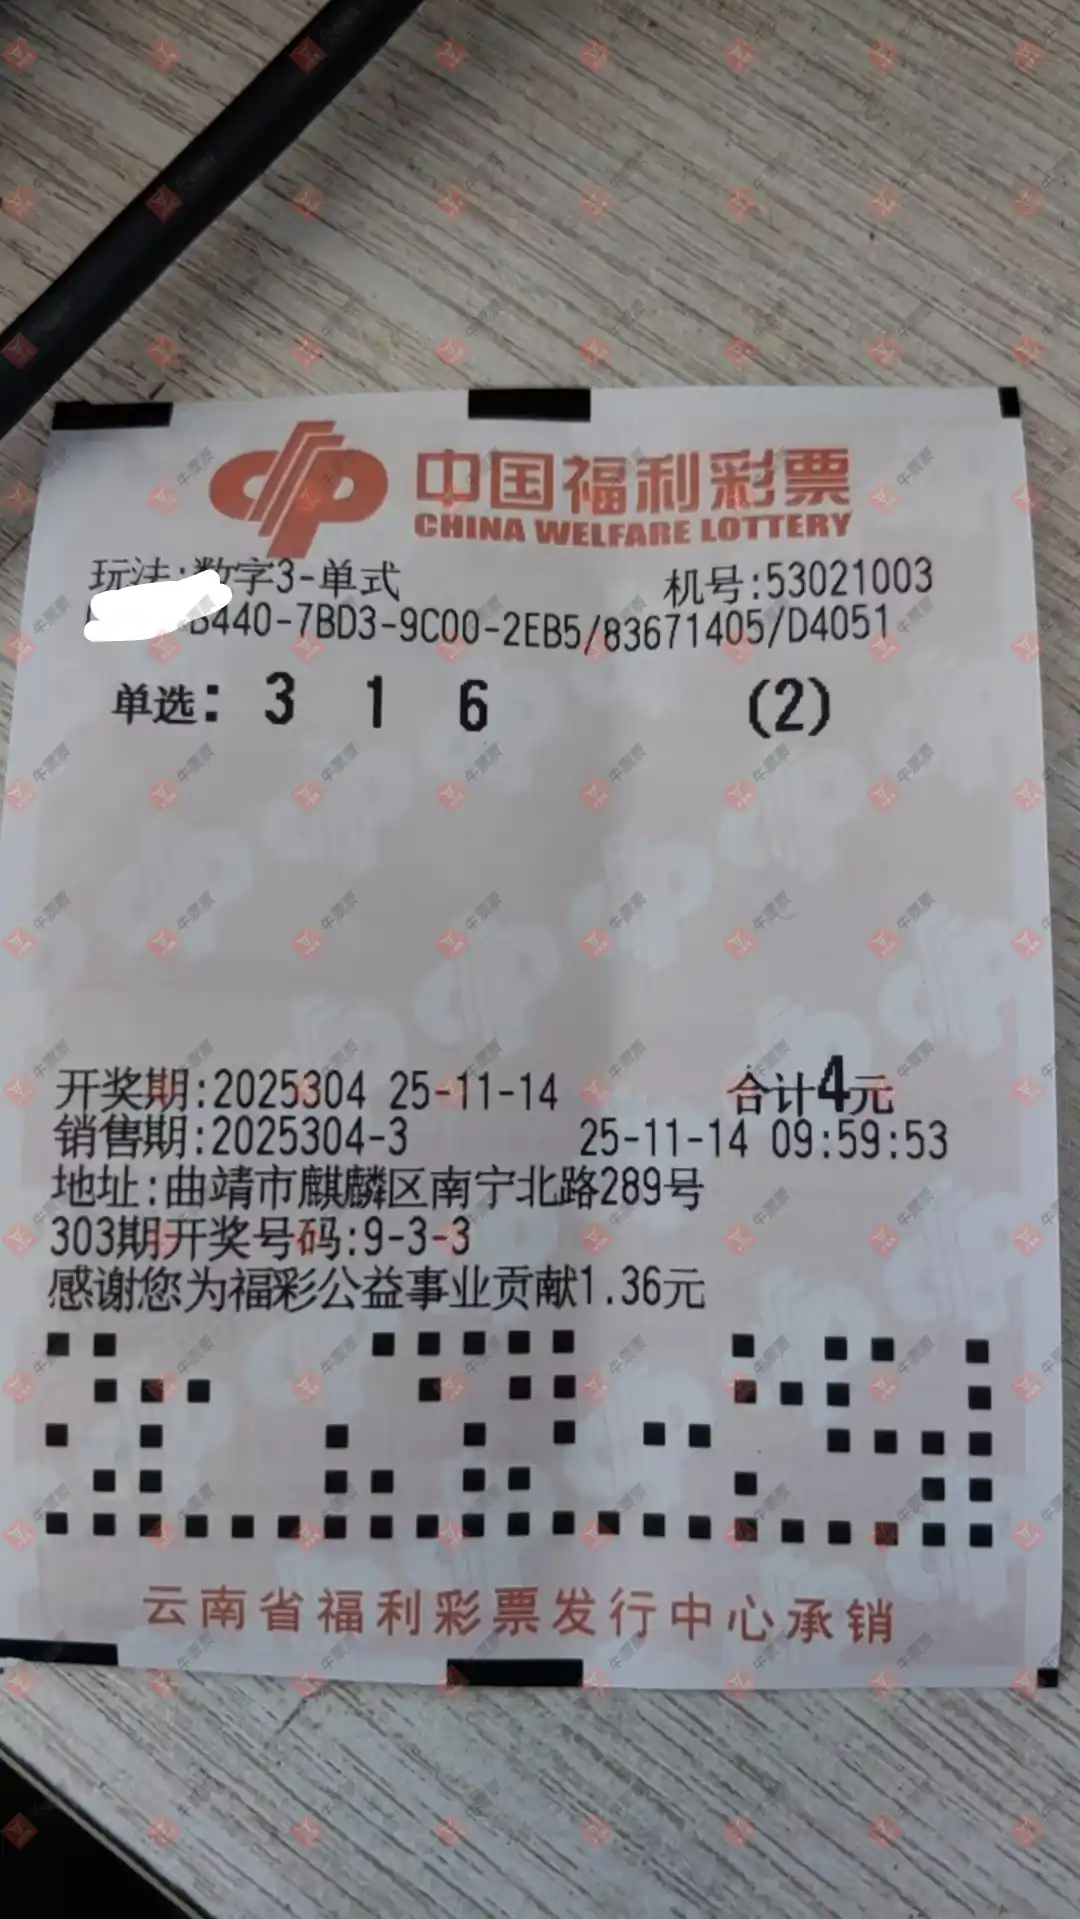 中国福利彩票
CHINA WELFARE LOTTERY
玩法:数字3-单式 机号:53021003
B440-7BD3-9C00-2EB5/83671405/D4051
单选: 3 1 6 (2)
开奖期:2025304 25-11-14 合计4元
销售期:2025304-3 25-11-14 09:59:53
地址:曲靖市麒麟区南宁北路289号
303期开奖号码:9-3-3
感谢您为福彩公益事业贡献1.36元
云南省福利彩票发行中心承销